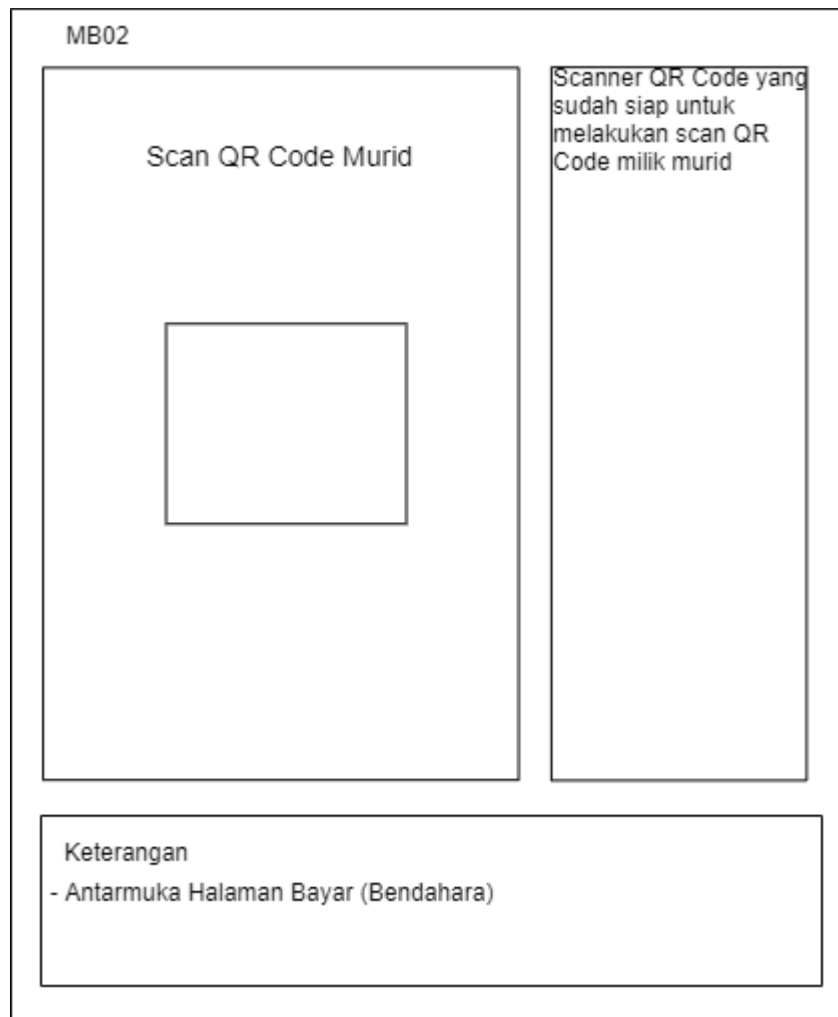 MB02
Scan QR Code Murid
Scanner QR Code yang
sudah siap untuk
melakukan scan QR
Code milik murid
Keterangan
- Antarmuka Halaman Bayar (Bendahara)